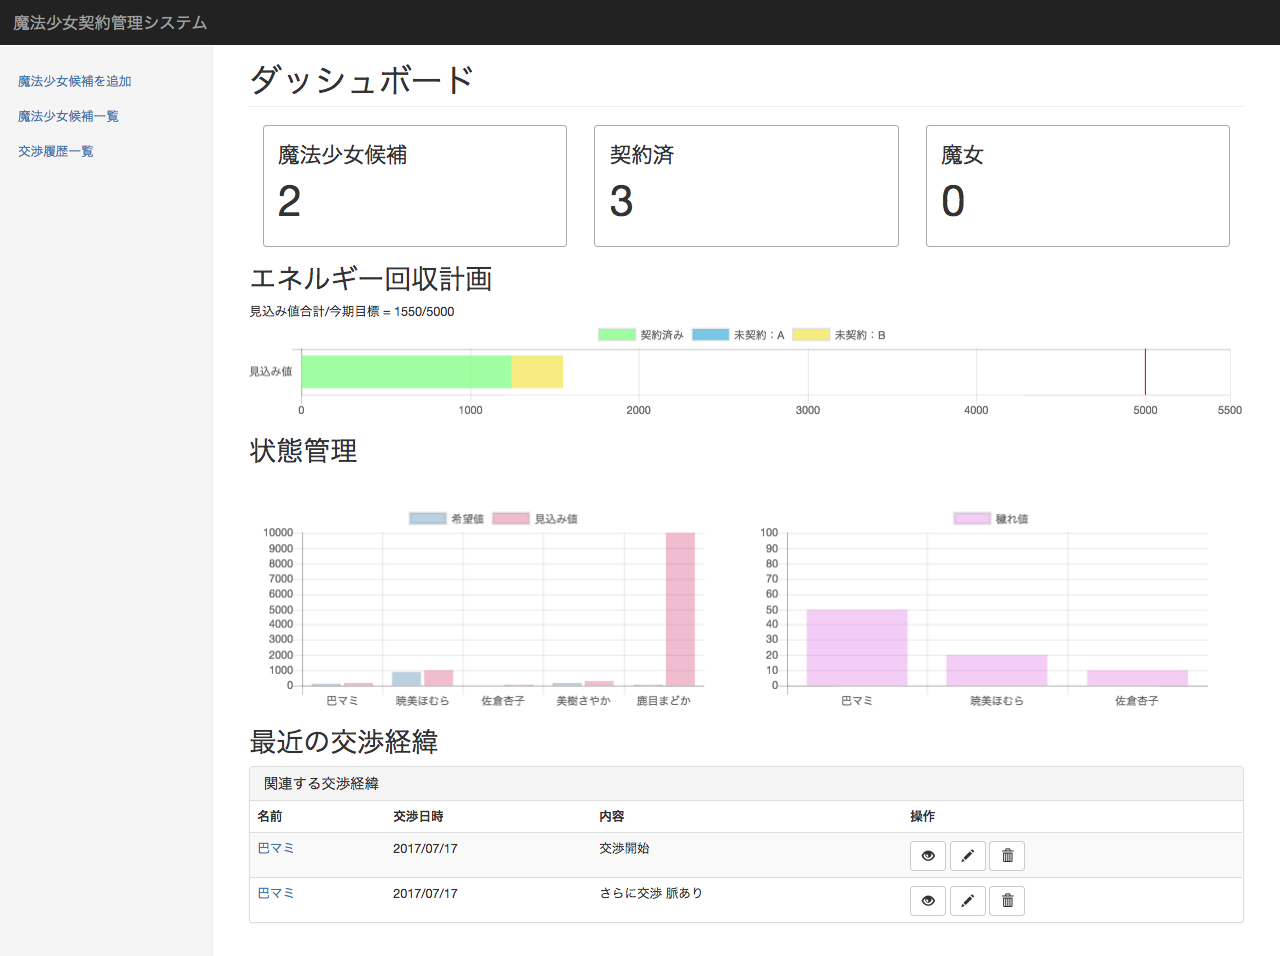 魔法少女契約管理システム
魔法少女候補を追加
魔法少女候補一覧
交渉履歴一覧
ダッシュボード
魔法少女候補
2
契約済
3
魔女
0
エネルギー回収計画
見込み値合計/今期目標 = 1550/5000
契約済み 未契約：A 未契約：B
見込み値
0 1000 2000 3000 4000 5000 5500
状態管理
希望値 見込み値
10000
9000
8000
7000
6000
5000
4000
3000
2000
1000
0
巴マミ 暁美ほむら 佐倉杏子 美樹さやか 鹿目まどか
穢れ値
100
90
80
70
60
50
40
30
20
10
0
巴マミ 暁美ほむら 佐倉杏子
最近の交渉経緯
関連する交渉経緯
名前 交渉日時 内容 操作
巴マミ 2017/07/17 交渉開始
巴マミ 2017/07/17 さらに交渉 脈あり